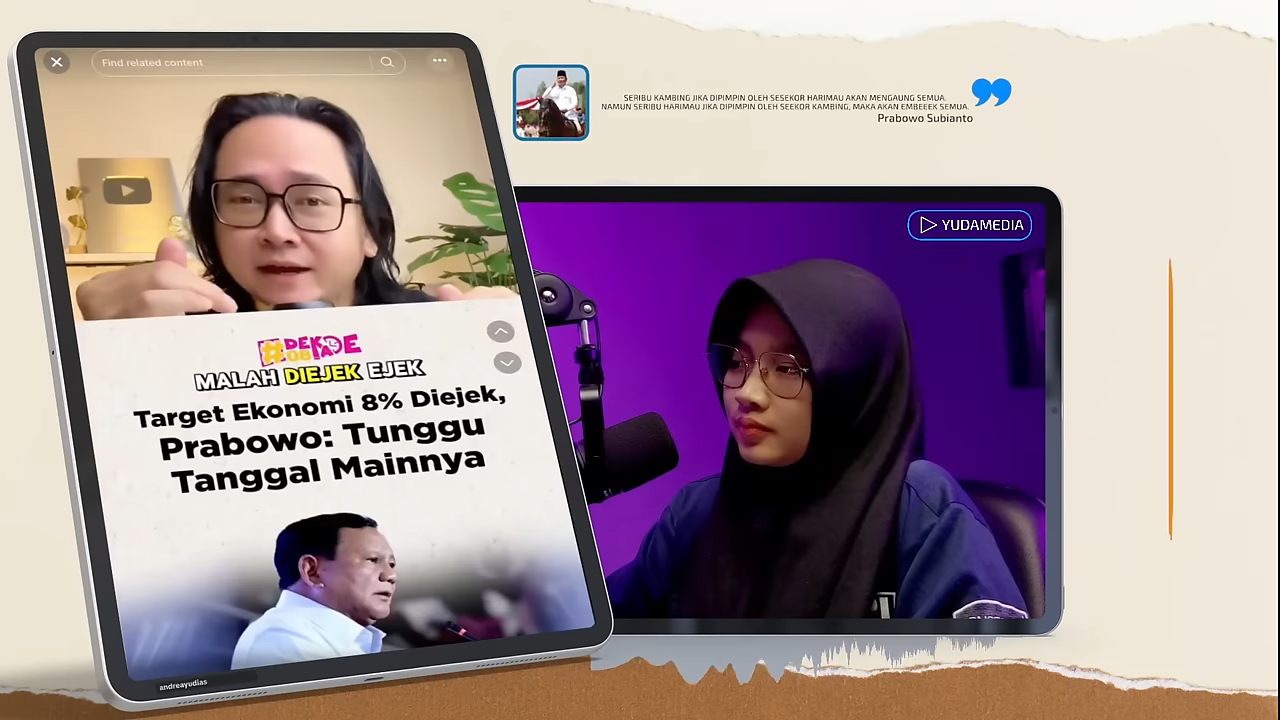 Find related content
SERIBU KAMBING JIKA DIPIMPIN OLEH SESEKOR HARIMAU AKAN MENGAUNG SEMUA.
NAMUN SERIBU HARIMAU JIKA DIPIMPIN OLEH SEEKOR KAMBING, MAKA AKAN EMBEEEK SEMUA.
Prabowo Subianto
YUDAMEDIA
#DEKADE
08
MALAH DIEJEK EJEK
Target Ekonomi 8% Diejek,
Prabowo: Tunggu
Tanggal Mainnya
andreayudias